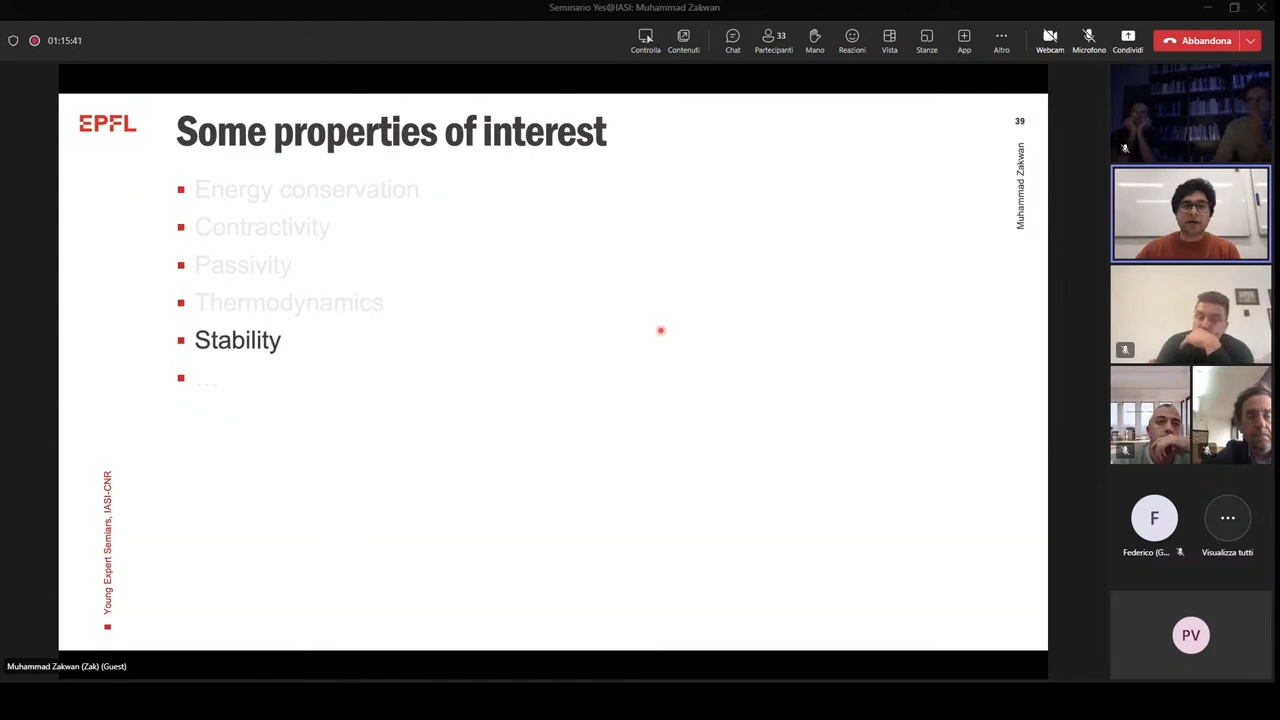 Seminario Yes@IASI: Muhammad Zakwan
01:15:41
Controlla
Contenuti
Chat
33
Partecipanti
Mano
Reazioni
Vista
Stanze
App
Altro
Webcam
Microfono
Condividi
Abbandona
EPFL
Some properties of interest
39
Muhammad Zakwan
Energy conservation
Contractivity
Passivity
Thermodynamics
Stability
...
Young Expert Semiars, IASI-CNR
F
Federico (G...
Visualizza tutti
PV
Muhammad Zakwan (Zak) (Guest)